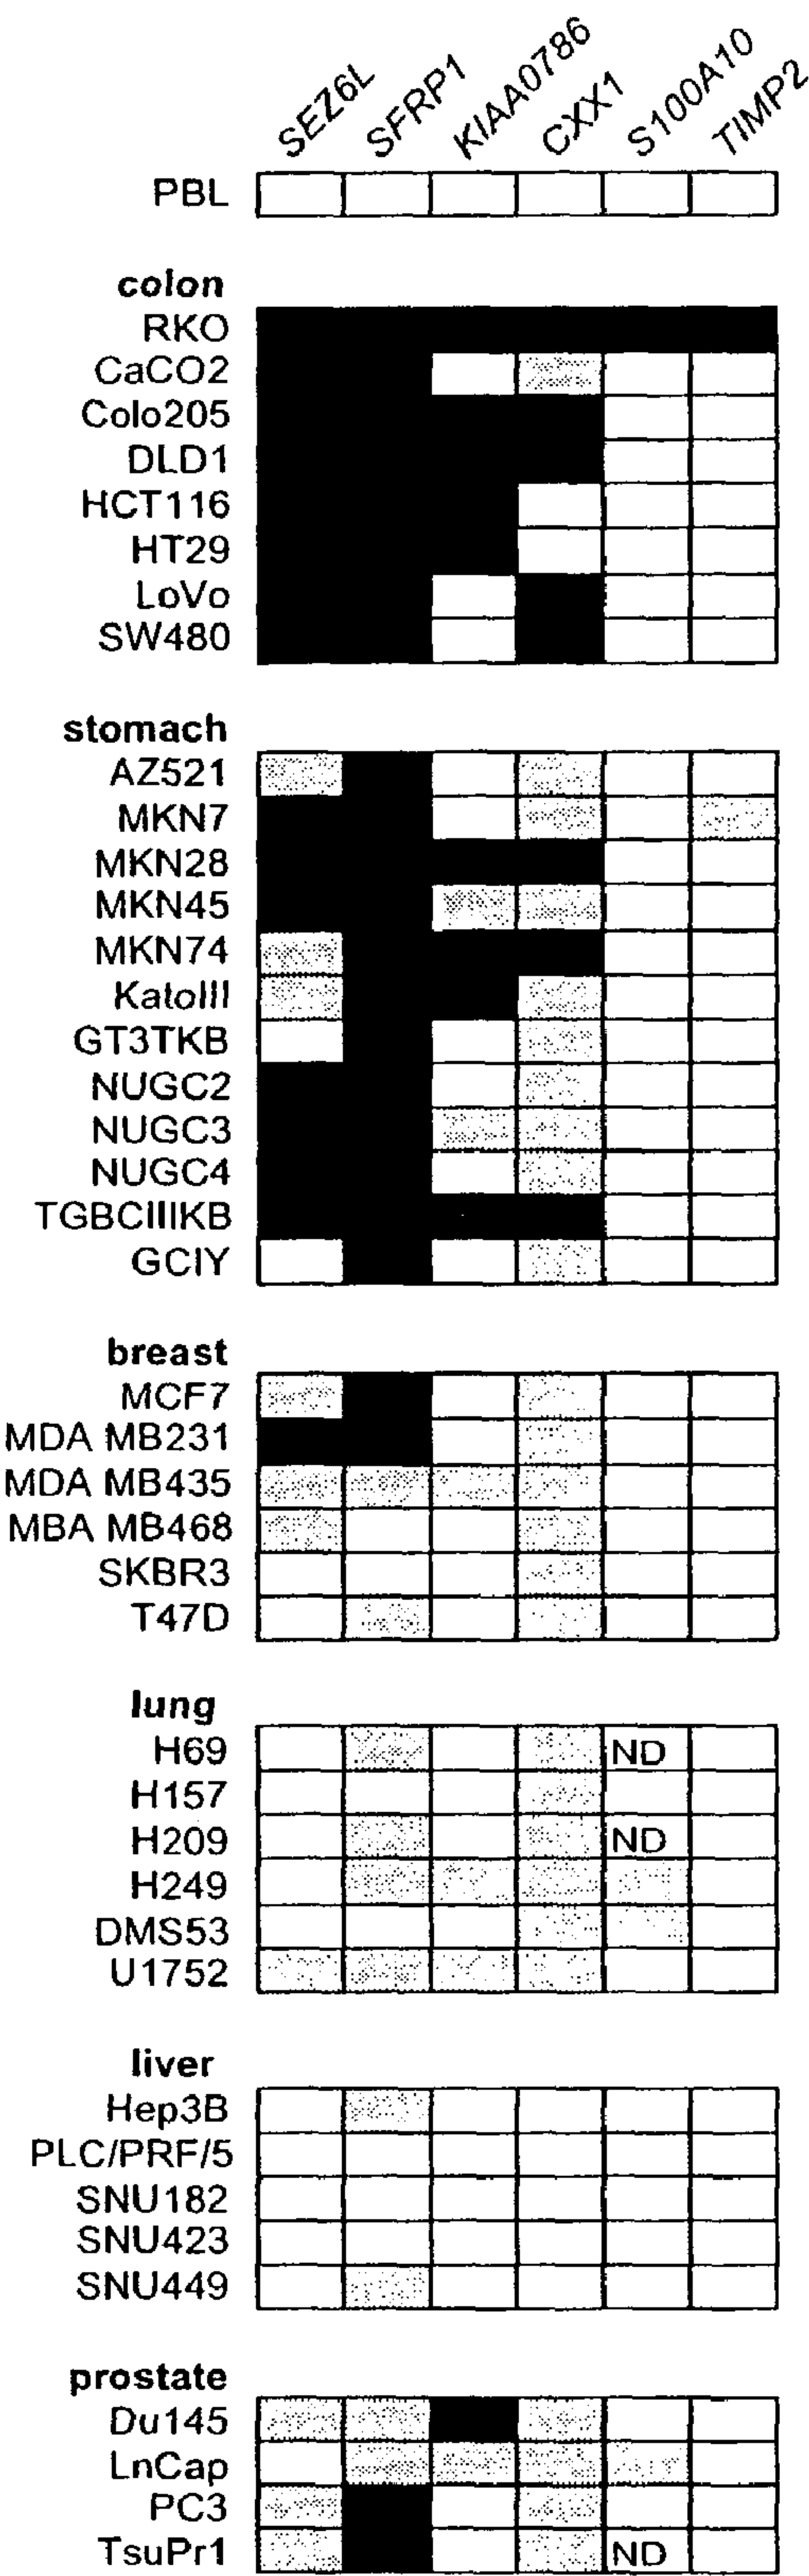 SEZ6L SFRP1 KIAA0786 CXX1 S100A10 TIMP2
PBL
colon
RKO
CaCO2
Colo205
DLD1
HCT116
HT29
LoVo
SW480
stomach
AZ521
MKN7
MKN28
MKN45
MKN74
KatoIII
GT3TKB
NUGC2
NUGC3
NUGC4
TGBCIIIKB
GCIY
breast
MCF7
MDA MB231
MDA MB435
MBA MB468
SKBR3
T47D
lung
H69 ND
H157
H209 ND
H249
DMS53
U1752
liver
Hep3B
PLC/PRF/5
SNU182
SNU423
SNU449
prostate
Du145
LnCap
PC3
TsuPr1 ND